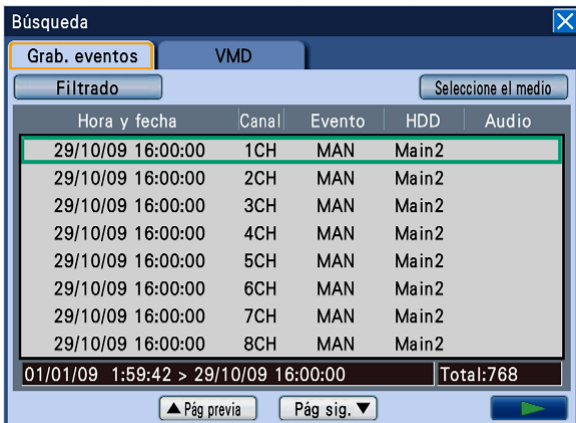 Búsqueda
Grab. eventos VMD
Filtrado Seleccione el medio
Hora y fecha Canal Evento HDD Audio
29/10/09 16:00:00 1CH MAN Main2
29/10/09 16:00:00 2CH MAN Main2
29/10/09 16:00:00 3CH MAN Main2
29/10/09 16:00:00 4CH MAN Main2
29/10/09 16:00:00 5CH MAN Main2
29/10/09 16:00:00 6CH MAN Main2
29/10/09 16:00:00 7CH MAN Main2
29/10/09 16:00:00 8CH MAN Main2
01/01/09 1:59:42 > 29/10/09 16:00:00 Total:768
▲ Pág previa Pág sig. ▼